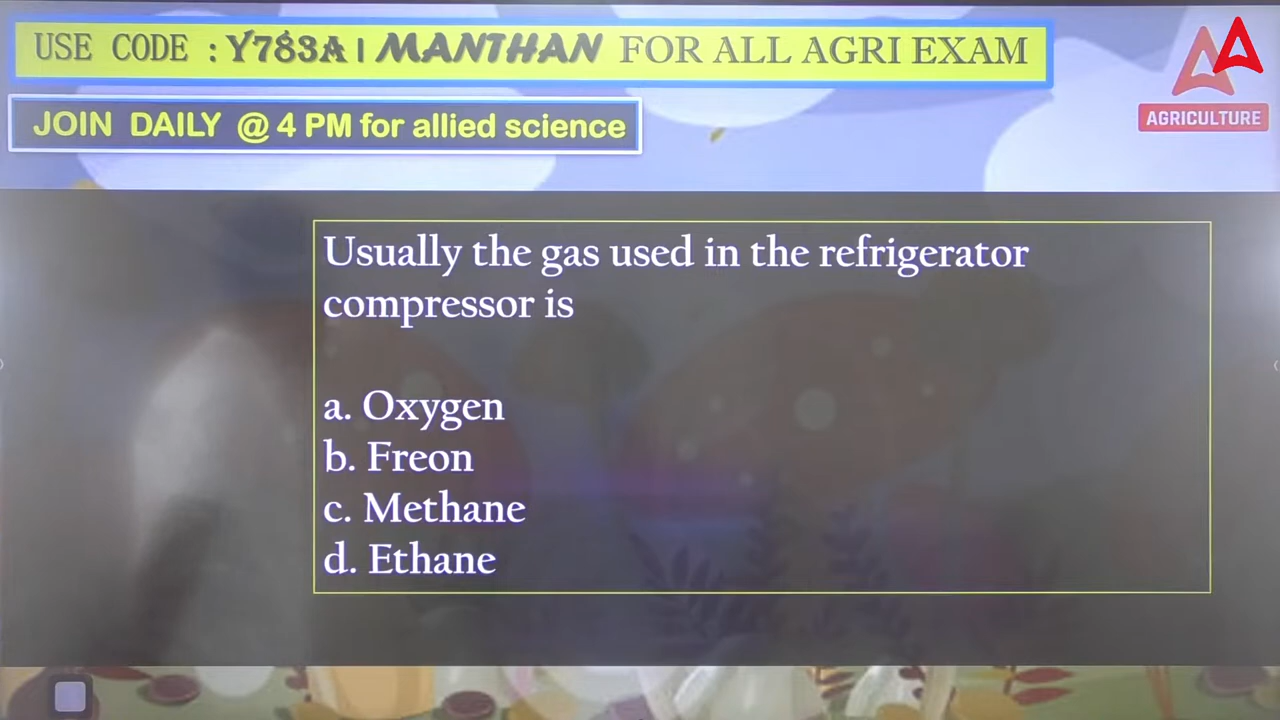 USE CODE : Y783A | MANTHAN FOR ALL AGRI EXAM
JOIN DAILY @ 4 PM for allied science
AGRICULTURE
Usually the gas used in the refrigerator
compressor is
a. Oxygen
b. Freon
c. Methane
d. Ethane